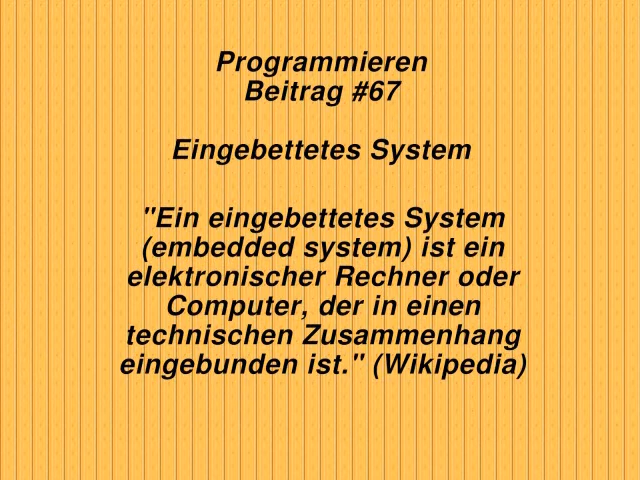 Programmieren
Beitrag #67
Eingebettetes System
"Ein eingebettetes System
(embedded system) ist ein
elektronischer Rechner oder
Computer, der in einen
technischen Zusammenhang
eingebunden ist." (Wikipedia)